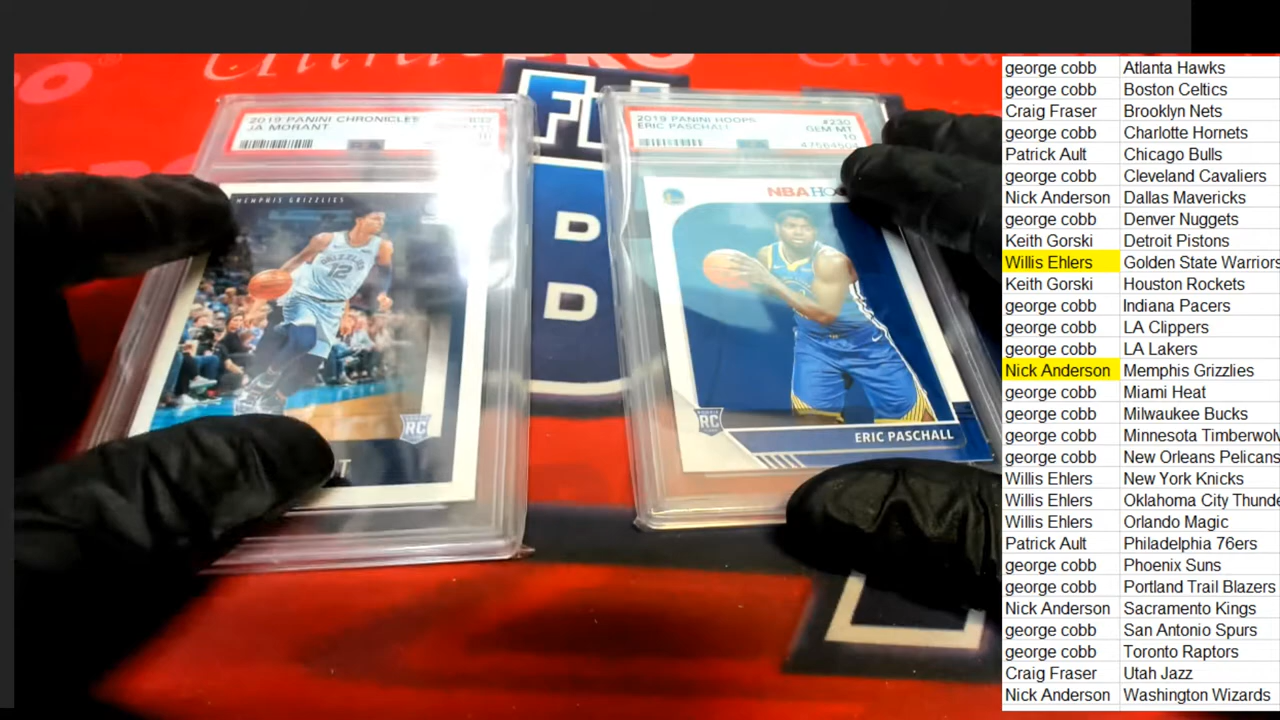 2019 PANINI CHRONICLES
JA MORANT
MEMPHIS GRIZZLIES
12
RC
2019 PANINI HOOPS #230
ERIC PASCHALL GEM MT
10
NBA
RC
ERIC PASCHALL
D
D
george cobb Atlanta Hawks
george cobb Boston Celtics
Craig Fraser Brooklyn Nets
george cobb Charlotte Hornets
Patrick Ault Chicago Bulls
george cobb Cleveland Cavaliers
Nick Anderson Dallas Mavericks
george cobb Denver Nuggets
Keith Gorski Detroit Pistons
Willis Ehlers Golden State Warriors
Keith Gorski Houston Rockets
george cobb Indiana Pacers
george cobb LA Clippers
george cobb LA Lakers
Nick Anderson Memphis Grizzlies
george cobb Miami Heat
george cobb Milwaukee Bucks
george cobb Minnesota Timberwolv
george cobb New Orleans Pelicans
Willis Ehlers New York Knicks
Willis Ehlers Oklahoma City Thunde
Willis Ehlers Orlando Magic
Patrick Ault Philadelphia 76ers
george cobb Phoenix Suns
george cobb Portland Trail Blazers
Nick Anderson Sacramento Kings
george cobb San Antonio Spurs
george cobb Toronto Raptors
Craig Fraser Utah Jazz
Nick Anderson Washington Wizards